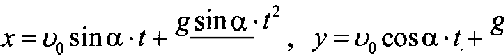 x = υ₀ sin α · t + g sin α · t² , y = υ₀ cos α · t + g